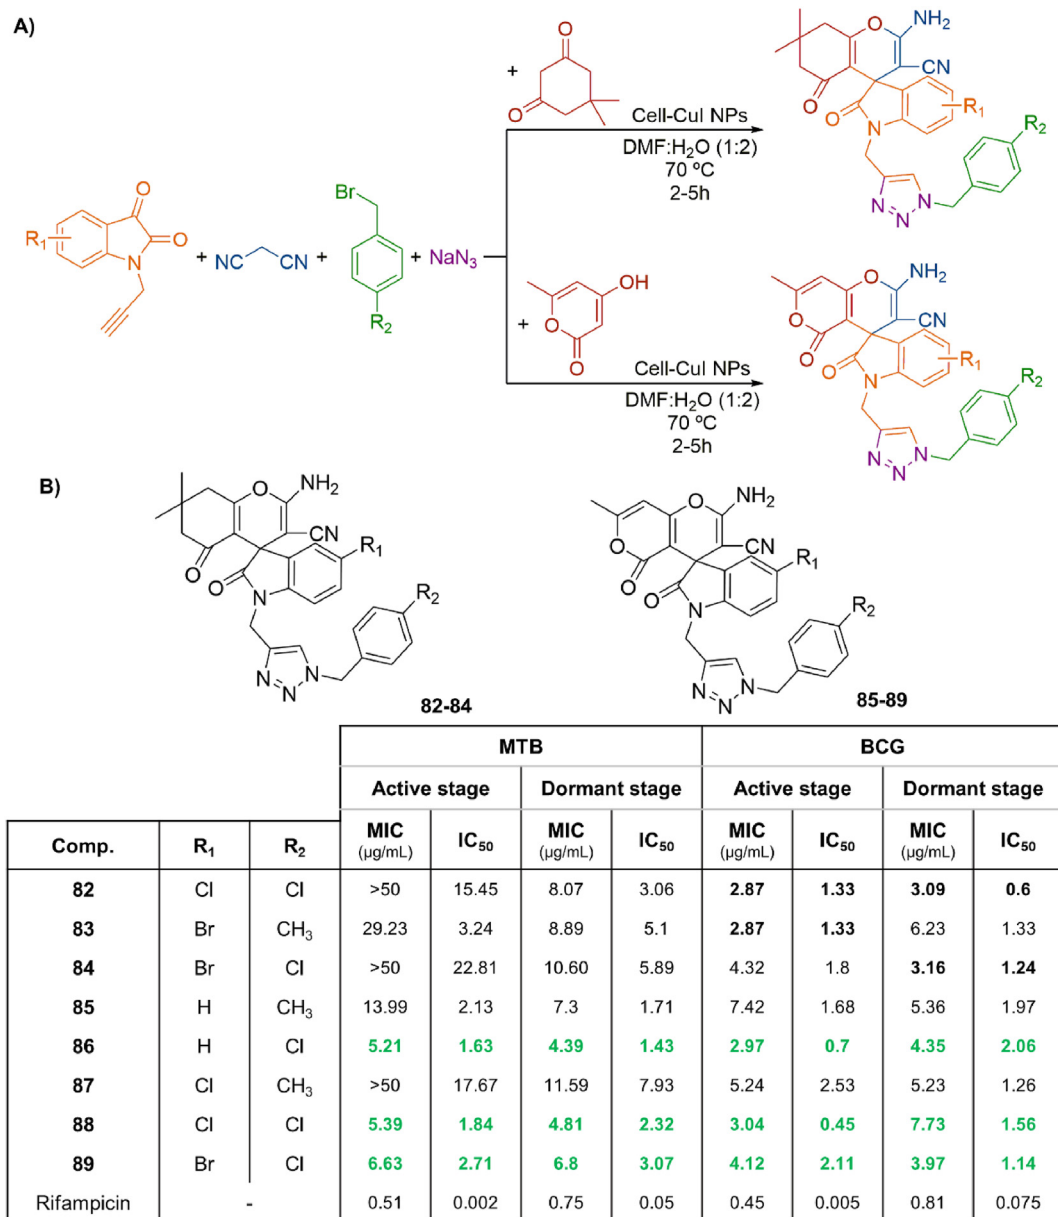 A)
O
O
+
Cell-CuI NPs
DMF:H₂O (1:2)
70 ºC
2-5h
O
NH₂
CN
O
O
N
R₁
R₂
N
N
N
O
O
N
R₁
+
NC
CN
+
Br
R₂
+
NaN₃
+
OH
O
O
Cell-CuI NPs
DMF:H₂O (1:2)
70 ºC
2-5h
O
NH₂
CN
O
O
O
N
R₁
R₂
N
N
N
B)
O
NH₂
CN
O
O
N
R₁
R₂
N
N
N
82-84
O
NH₂
CN
O
O
O
N
R₁
R₂
N
N
N
85-89
MTB BCG
Active stage Dormant stage Active stage Dormant stage
Comp. R₁ R₂ MIC (µg/mL) IC₅₀ MIC (µg/mL) IC₅₀ MIC (µg/mL) IC₅₀ MIC (µg/mL) IC₅₀
82 Cl Cl >50 15.45 8.07 3.06 2.87 1.33 3.09 0.6
83 Br CH₃ 29.23 3.24 8.89 5.1 2.87 1.33 6.23 1.33
84 Br Cl >50 22.81 10.60 5.89 4.32 1.8 3.16 1.24
85 H CH₃ 13.99 2.13 7.3 1.71 7.42 1.68 5.36 1.97
86 H Cl 5.21 1.63 4.39 1.43 2.97 0.7 4.35 2.06
87 Cl CH₃ >50 17.67 11.59 7.93 5.24 2.53 5.23 1.26
88 Cl Cl 5.39 1.84 4.81 2.32 3.04 0.45 7.73 1.56
89 Br Cl 6.63 2.71 6.8 3.07 4.12 2.11 3.97 1.14
Rifampicin - 0.51 0.002 0.75 0.05 0.45 0.005 0.81 0.075